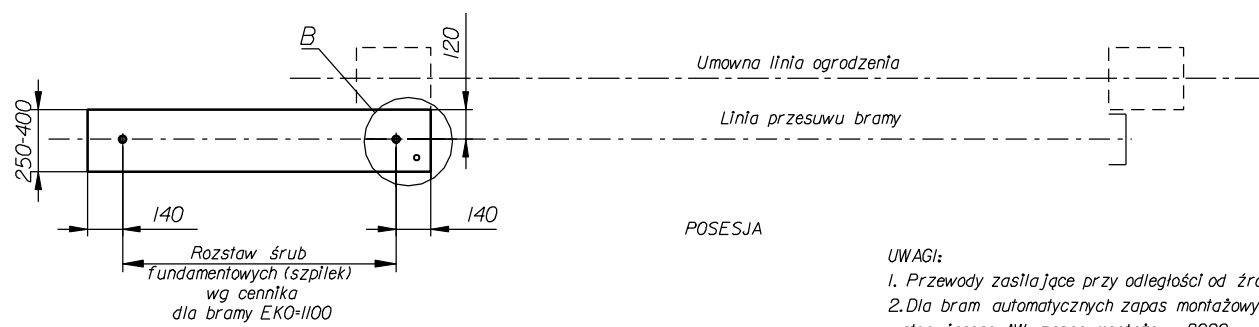 B
120
Umowna linia ogrodzenia
Linia przesuwu bramy
250-400
140
140
POSESJA
Rozstaw śrub
fundamentowych (szpilek)
wg cennika
dla bramy EKO=1100
UWAGI:
1. Przewody zasilające przy odległości od źró
2. Dla bram automatycznych zapas montażowy